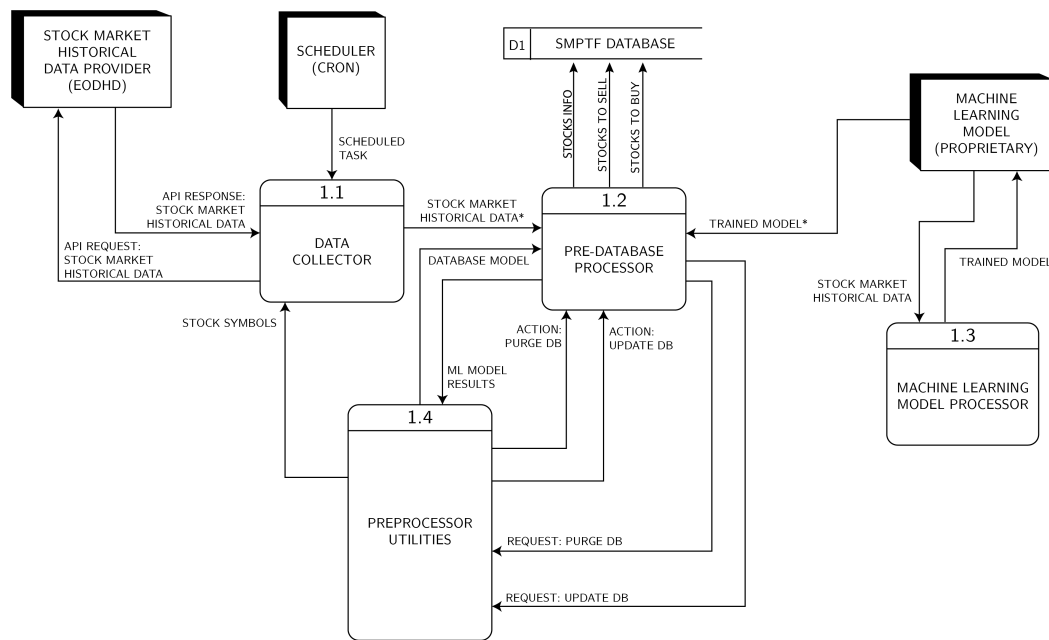 STOCK MARKET
HISTORICAL
DATA PROVIDER
(EODHD)
SCHEDULER
(CRON)
D1
SMPTF DATABASE
MACHINE
LEARNING
MODEL
(PROPRIETARY)
STOCKS INFO
STOCKS TO SELL
STOCKS TO BUY
SCHEDULED
TASK
API RESPONSE:
STOCK MARKET
HISTORICAL DATA
API REQUEST:
STOCK MARKET
HISTORICAL DATA
1.1
DATA
COLLECTOR
STOCK MARKET
HISTORICAL DATA*
DATABASE MODEL
1.2
PRE-DATABASE
PROCESSOR
TRAINED MODEL*
TRAINED MODEL
STOCK MARKET
HISTORICAL DATA
STOCK SYMBOLS
ACTION:
PURGE DB
ACTION:
UPDATE DB
1.3
MACHINE LEARNING
MODEL PROCESSOR
ML MODEL
RESULTS
1.4
PREPROCESSOR
UTILITIES
REQUEST: PURGE DB
REQUEST: UPDATE DB